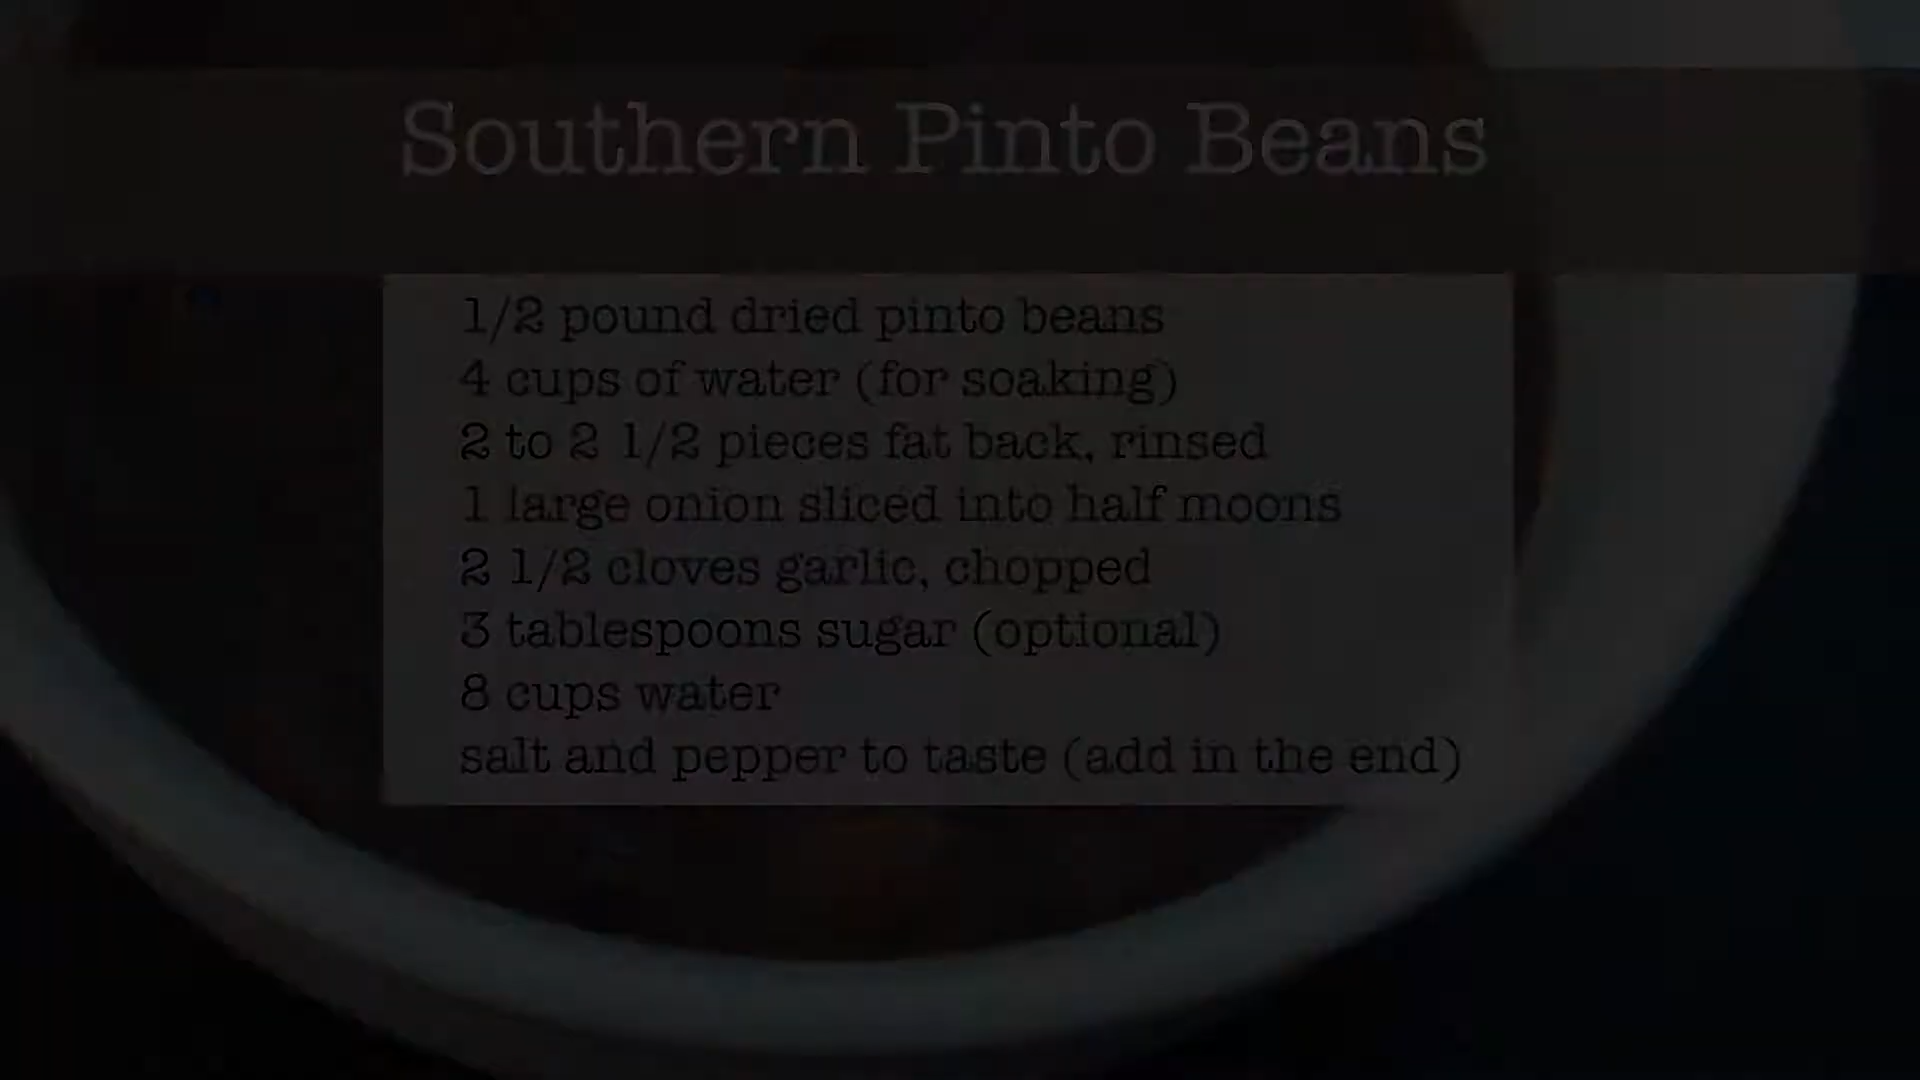 Southern Pinto Beans
1/2 pound dried pinto beans
4 cups of water (for soaking)
2 to 2 1/2 pieces fat back, rinsed
1 large onion sliced into half moons
2 1/2 cloves garlic, chopped
3 tablespoons sugar (optional)
8 cups water
salt and pepper to taste (add in the end)